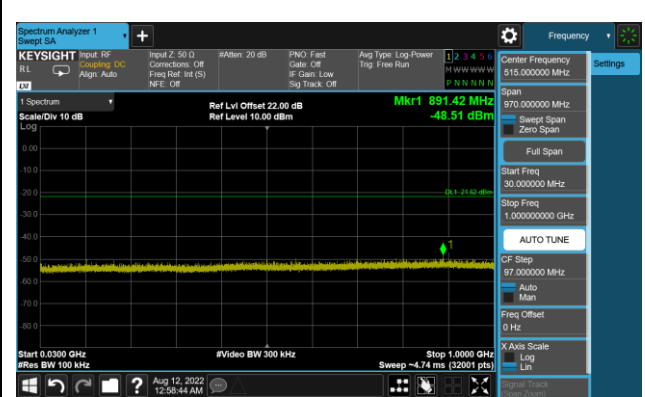 Spectrum Analyzer 1
Swept SA
Frequency
KEYSIGHT
RL
LXI
Input: RF
Coupling: DC
Align: Auto
Input Z: 50 Ω
Corrections: Off
Freq Ref: Int (S)
NFE: Off
#Atten: 20 dB
PNO: Fast
Gate: Off
IF Gain: Low
Sig Track: Off
Avg Type: Log-Power
Trig: Free Run
1 2 3 4 5 6
M W W W W W
P N N N N N
Center Frequency
515.000000 MHz
Settings
1 Spectrum
Scale/Div 10 dB
Ref Lvl Offset 22.00 dB
Ref Level 10.00 dBm
Mkr1 891.42 MHz
-48.51 dBm
Log
0.00
-10.0
-20.0
-30.0
-40.0
-50.0
-60.0
-70.0
-80.0
DL1 -21.62 dBm
1
Span
970.000000 MHz
Swept Span
Zero Span
Full Span
Start Freq
30.000000 MHz
Stop Freq
1.000000000 GHz
AUTO TUNE
CF Step
97.000000 MHz
Auto
Man
Freq Offset
0 Hz
X Axis Scale
Log
Lin
Signal Track
(Span Zoom)
Start 0.0300 GHz
#Res BW 100 kHz
#Video BW 300 kHz
Stop 1.0000 GHz
Sweep ~4.74 ms (32001 pts)
?
Aug 12, 2022
12:58:44 AM